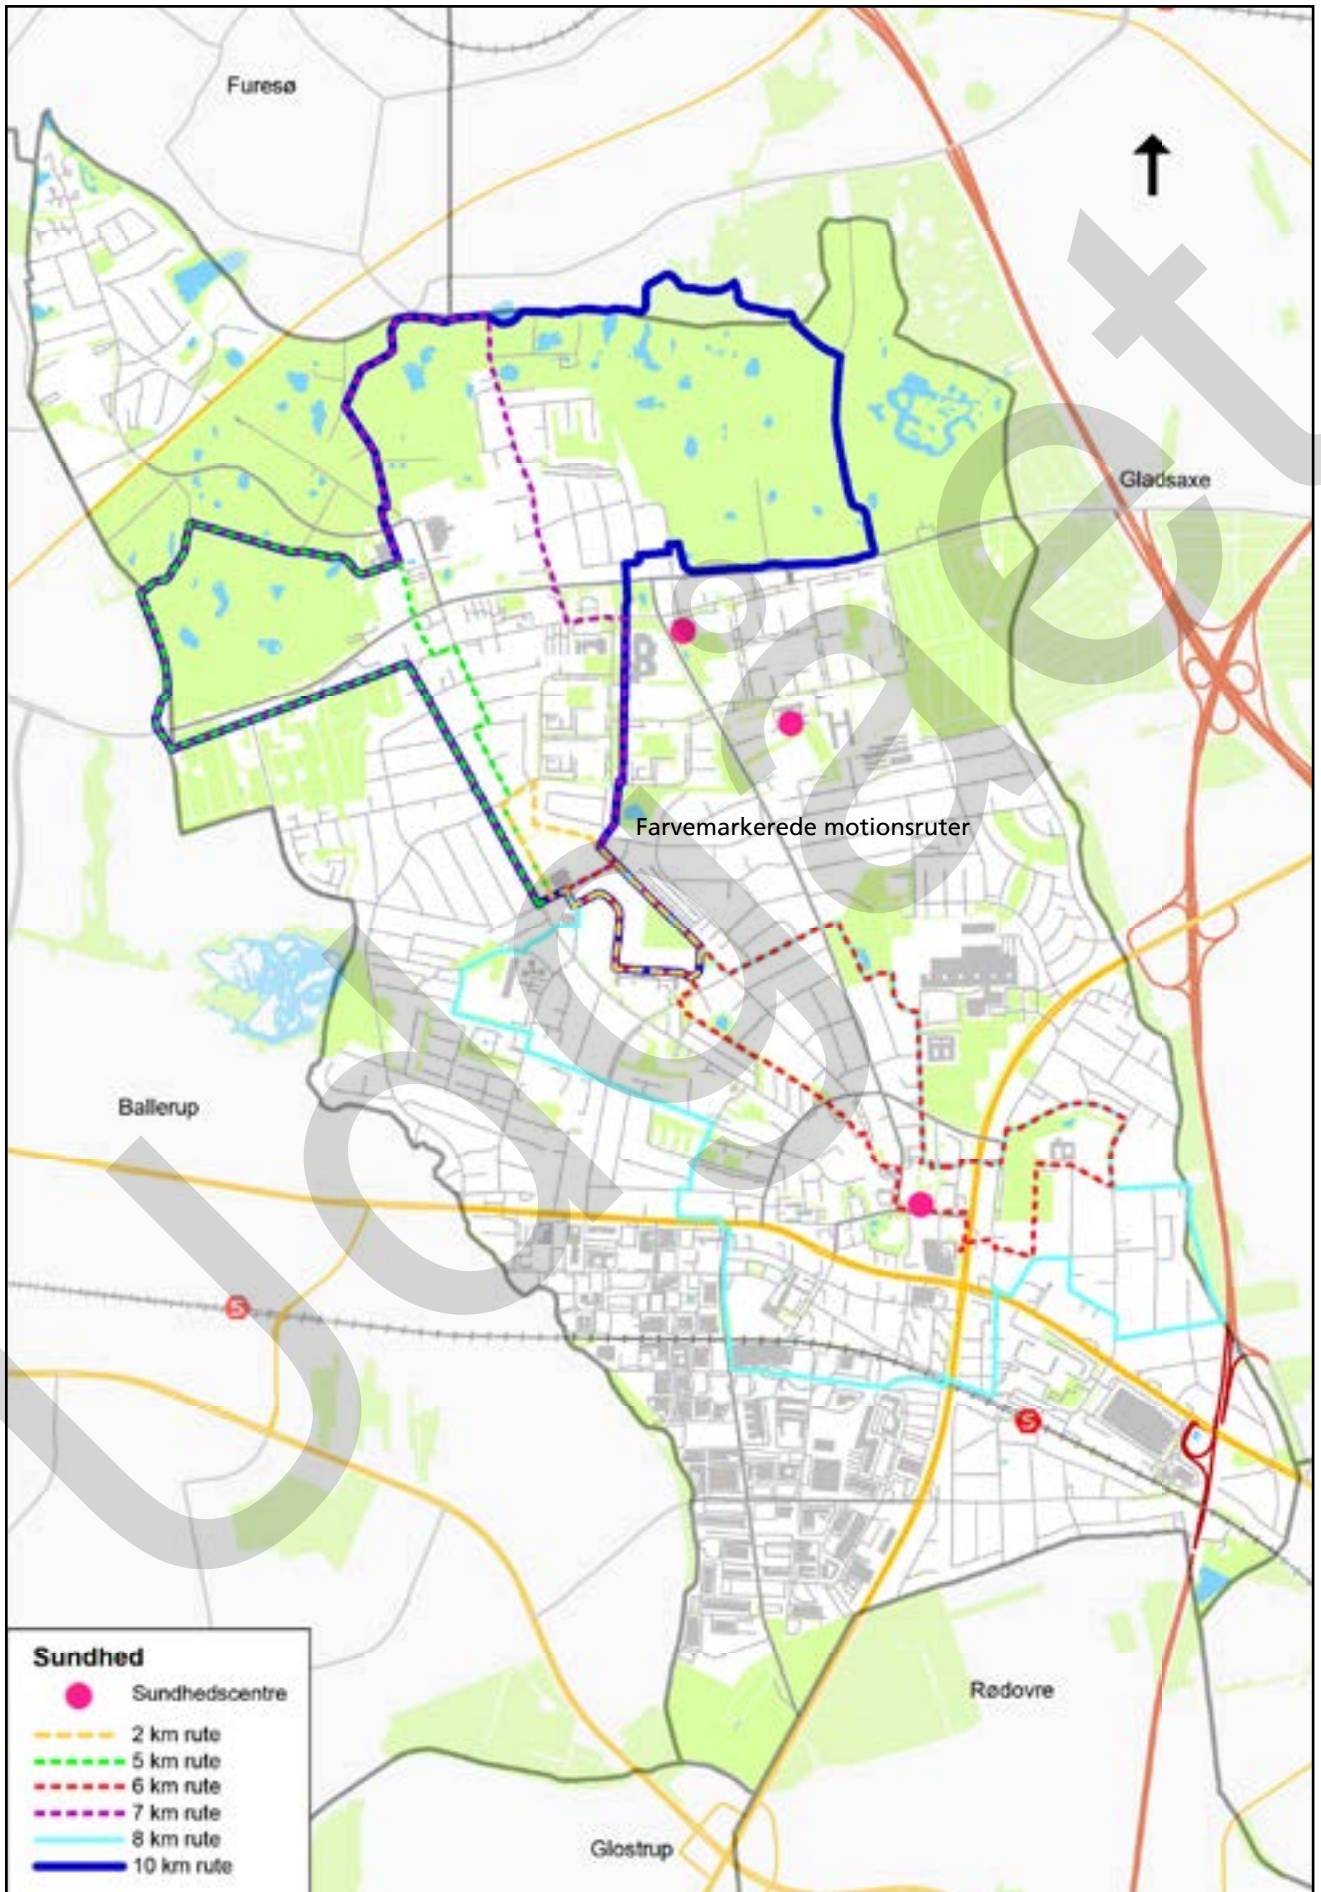 Furesø
Gladsaxe
Farvemarkerede motionsruter
Ballerup
S
S
Rødovre
Glostrup
Udgået
Sundhed
Sundhedscentre
2 km rute
5 km rute
6 km rute
7 km rute
8 km rute
10 km rute